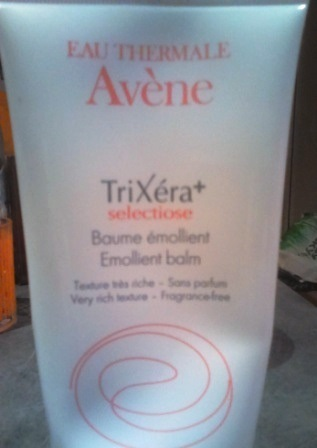 EAU THERMALE
Avène
TriXéra+
selectiose
Baume émollient
Emollient balm
Texture très riche - Sans parfum
Very rich texture - Fragrance-free